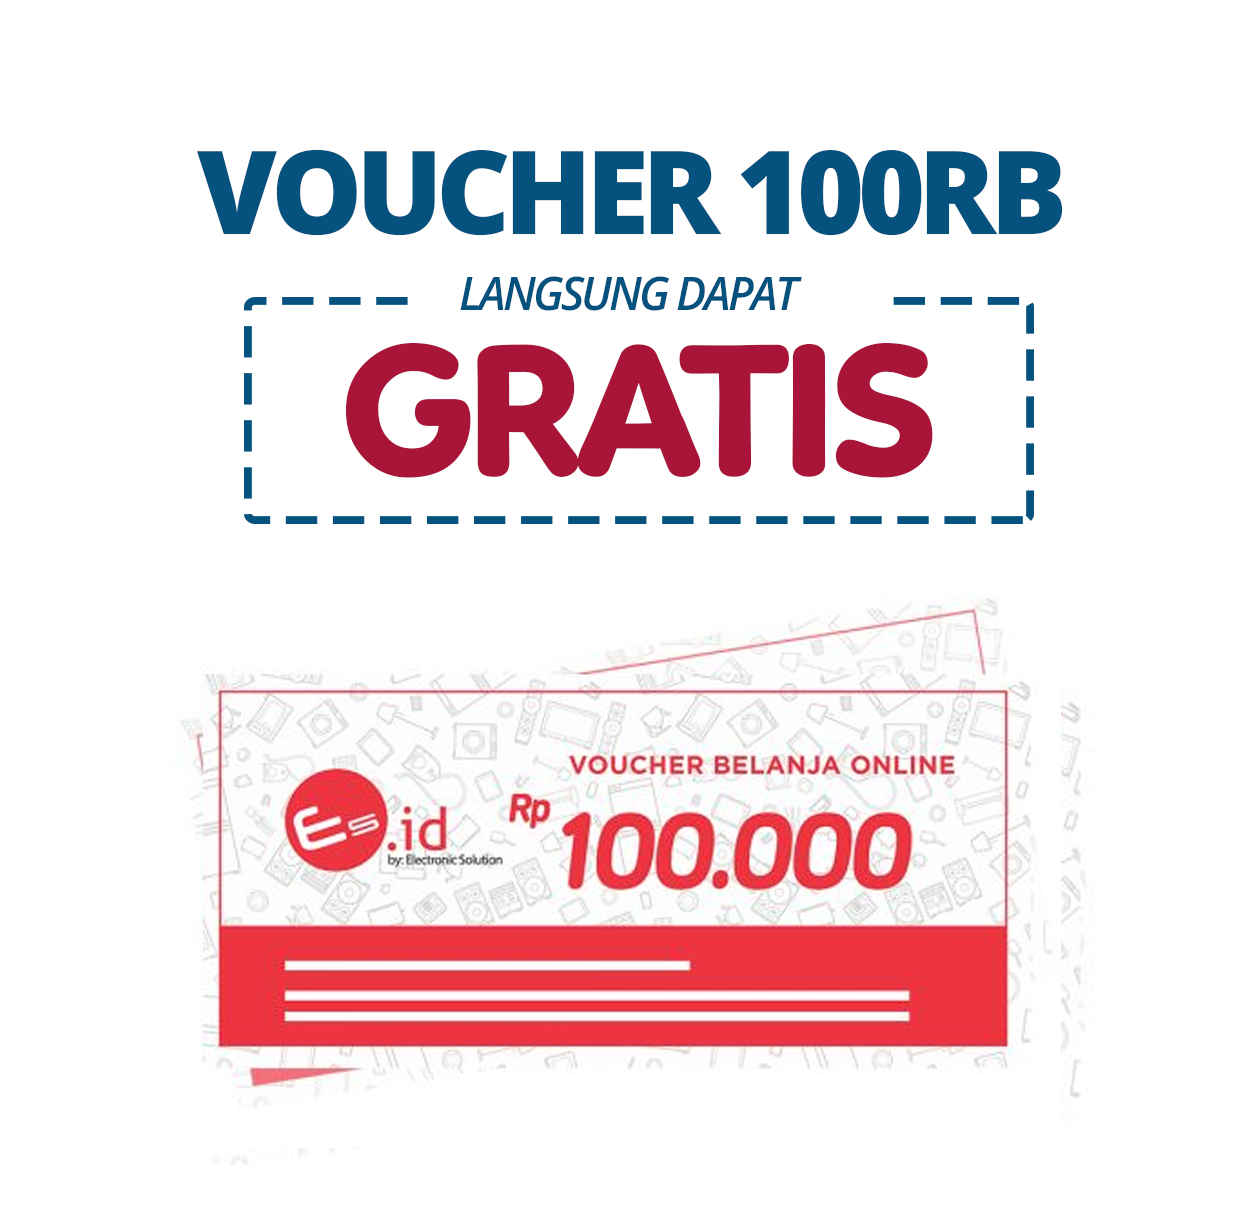 VOUCHER 100RB
LANGSUNG DAPAT
GRATIS
VOUCHER BELANJA ONLINE
Es.id
by: Electronic Solution
Rp 100.000